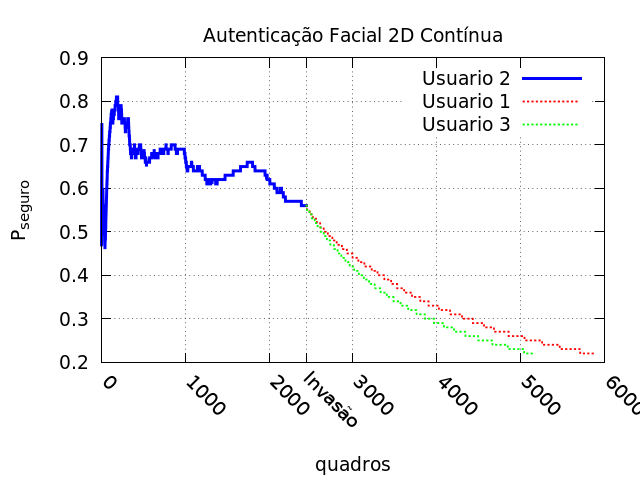 Autenticação Facial 2D Contínua
0.9
0.8
0.7
0.6
0.5
0.4
0.3
0.2
Pseguro
Usuario 2
Usuario 1
Usuario 3
0
1000
2000
Invasão
3000
4000
5000
6000
quadros